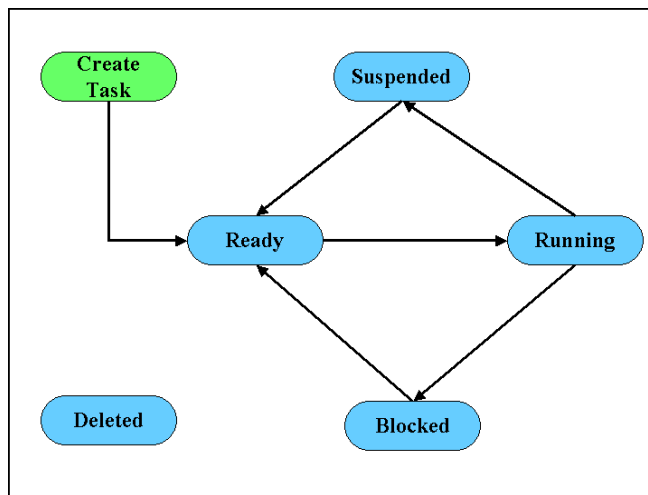 Create
Task
Suspended
Ready
Running
Deleted
Blocked